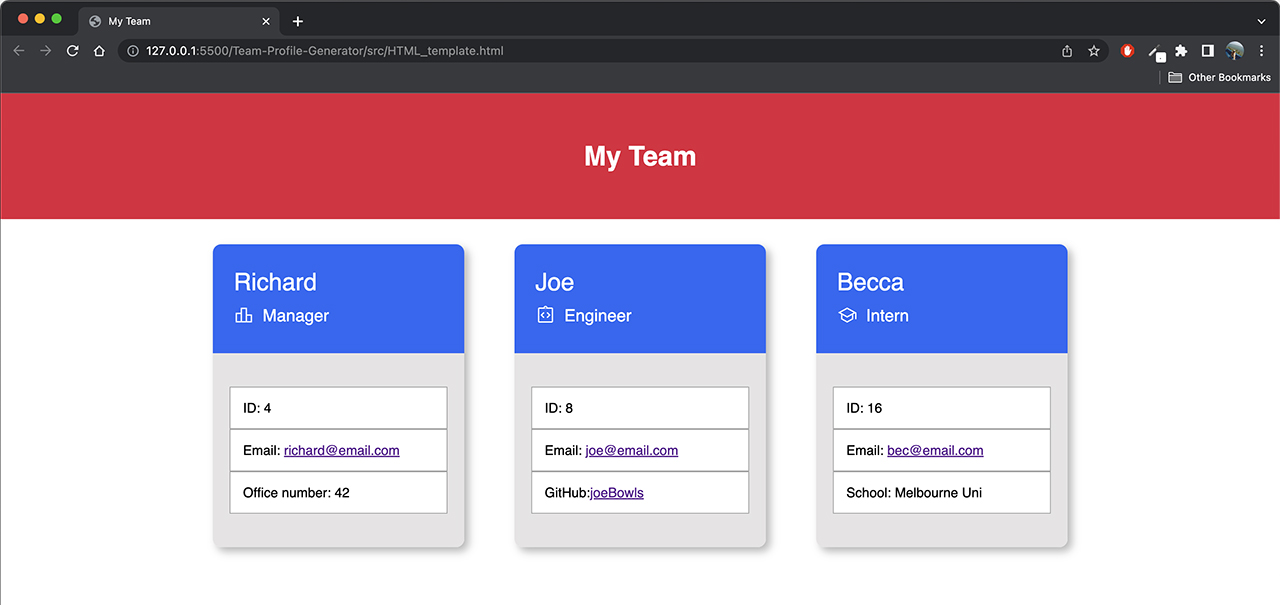 My Team
127.0.0.1:5500/Team-Profile-Generator/src/HTML_template.html
Other Bookmarks
My Team
Richard
Manager
ID: 4
Email: richard@email.com
Office number: 42
Joe
Engineer
ID: 8
Email: joe@email.com
GitHub:joeBowls
Becca
Intern
ID: 16
Email: bec@email.com
School: Melbourne Uni